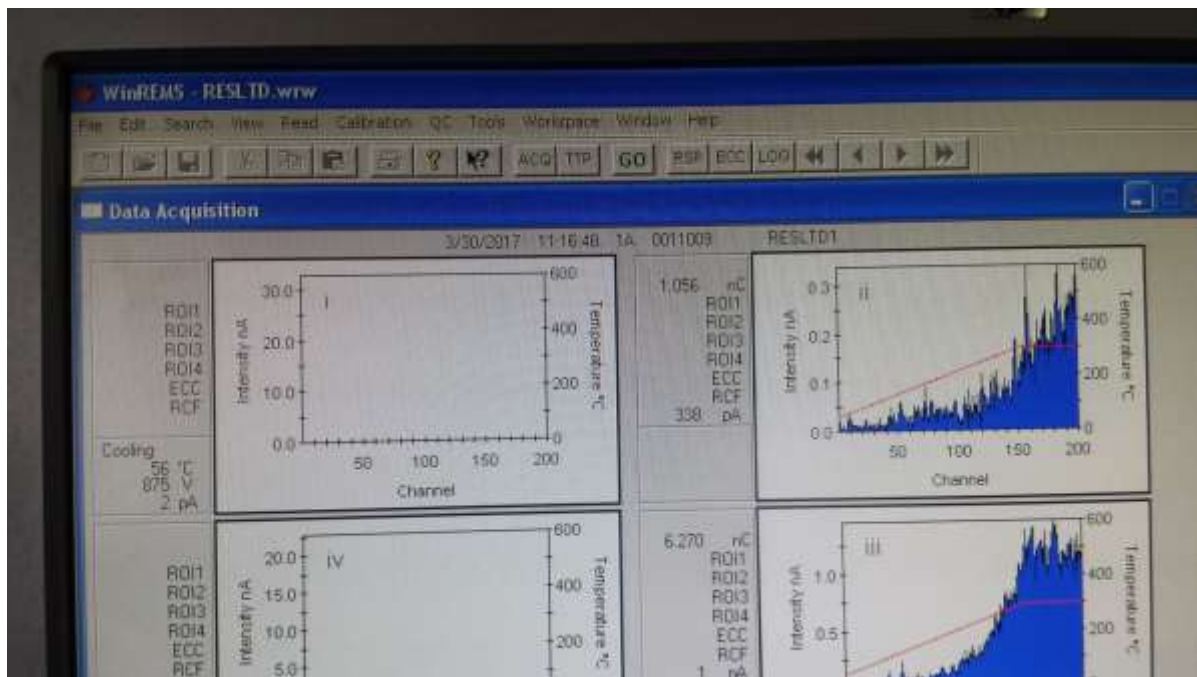 WinREMS - RESLTD.wrw
File Edit Search View Read Calibration QC Tools Workspace Window Help
ACQ TTP GO RSP ECC LOG
Data Acquisition
3/30/2017 11:16:48 1A 0011009 RESLTD1
ROI1
ROI2
ROI3
ROI4
ECC
RCF
Cooling
56 °C
875 V
2 pA
Intensity nA
30.0
20.0
10.0
0.0
i
600
400
200
0
Temperature °C
50 100 150 200
Channel
1.056 nC
ROI1
ROI2
ROI3
ROI4
ECC
RCF
338 pA
Intensity nA
0.3
0.2
0.1
0.0
ii
600
400
200
0
Temperature °C
50 100 150 200
Channel
ROI1
ROI2
ROI3
ROI4
ECC
RCF
Intensity nA
20.0
15.0
10.0
5.0
iv
600
400
200
Temperature °C
6.270 nC
ROI1
ROI2
ROI3
ROI4
ECC
RCF
1 pA
Intensity nA
1.0
0.5
iii
600
400
200
Temperature °C